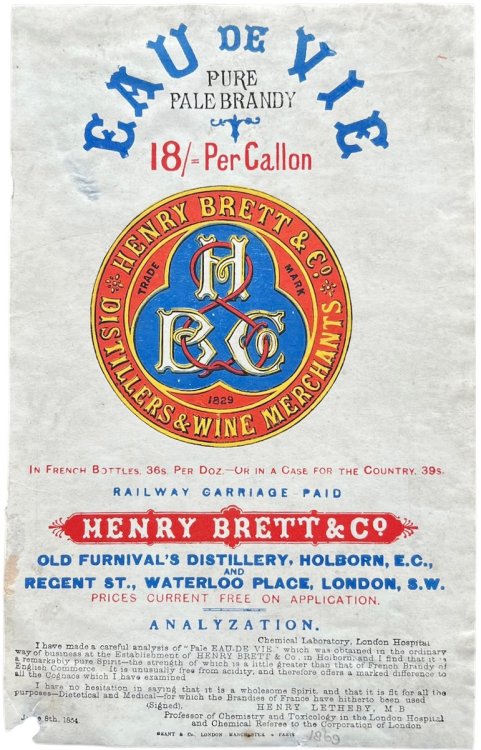 EAU DE VIE
PURE
PALE BRANDY
18/= Per Gallon
HENRY BRETT & Co.
TRADE MARK
H
B Co
1829
DISTILLERS & WINE MERCHANTS
IN FRENCH BOTTLES, 36s. PER DOZ.—OR IN A CASE FOR THE COUNTRY, 39s.
RAILWAY CARRIAGE PAID
HENRY BRETT & Co
OLD FURNIVAL'S DISTILLERY, HOLBORN, E.C.,
AND
REGENT ST., WATERLOO PLACE, LONDON, S.W.
PRICES CURRENT FREE ON APPLICATION.
ANALYZATION.
Chemical Laboratory, London Hospital
I have made a careful analysis of "Pale EAU-DE VIE," which was obtained in the ordinary
way of business at the Establishment of HENRY BRETT & Co. in Holborn, and I find that it is
a remarkably pure Spirit—the strength of which is a little greater than that of French Brandy of
English Commerce. It is unusually free from acidity, and therefore offers a marked difference to
all the Cognacs which I have examined
I have no hesitation in saying that it is a wholesome Spirit, and that it is fit for all the
purposes—Dietetical and Medical—for which the Brandies of France have hitherto been used
(Signed), HENRY LETHEBY, M.B
Professor of Chemistry and Toxicology in the London Hospital
June 8th, 1854. and Chemical Referee to the Corporation of London
GRANT & Co. LONDON MANCHESTER & PARIS